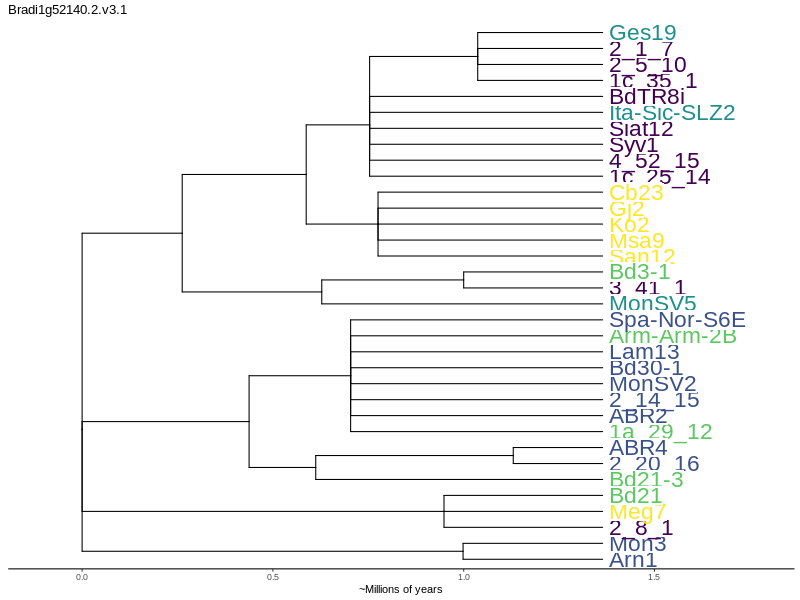 Bradi1g52140.2.v3.1
Ges19
2_1_7
2_5_10
1c_35_1
BdTR8i
Ita-Sic-SLZ2
Siat12
Syv1
4_52_15
1c_25_14
Cb23
Gj2
Ko2
Msa9
San12
Bd3-1
3_41_1
MonSV5
Spa-Nor-S6E
Arm-Arm-2B
Lam13
Bd30-1
MonSV2
2_14_15
ABR2
1a_29_12
ABR4
2_20_16
Bd21-3
Bd21
Meg7
2_8_1
Mon3
Arn1
0.0 0.5 1.0 1.5
~Millions of years